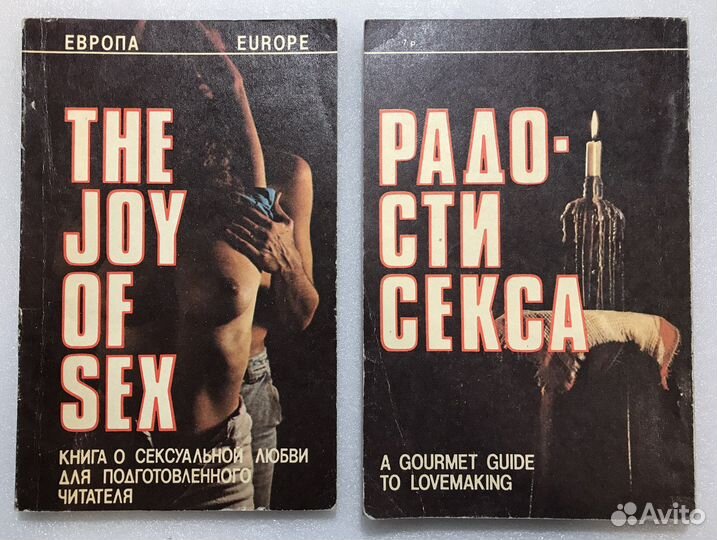 ЕВРОПА EUROPE
THE
JOY
OF
SEX
КНИГА О СЕКСУАЛЬНОЙ ЛЮБВИ
ДЛЯ ПОДГОТОВЛЕННОГО
ЧИТАТЕЛЯ
7 р.
РАДО-
СТИ
СЕКСА
A GOURMET GUIDE
TO LOVEMAKING
Avito